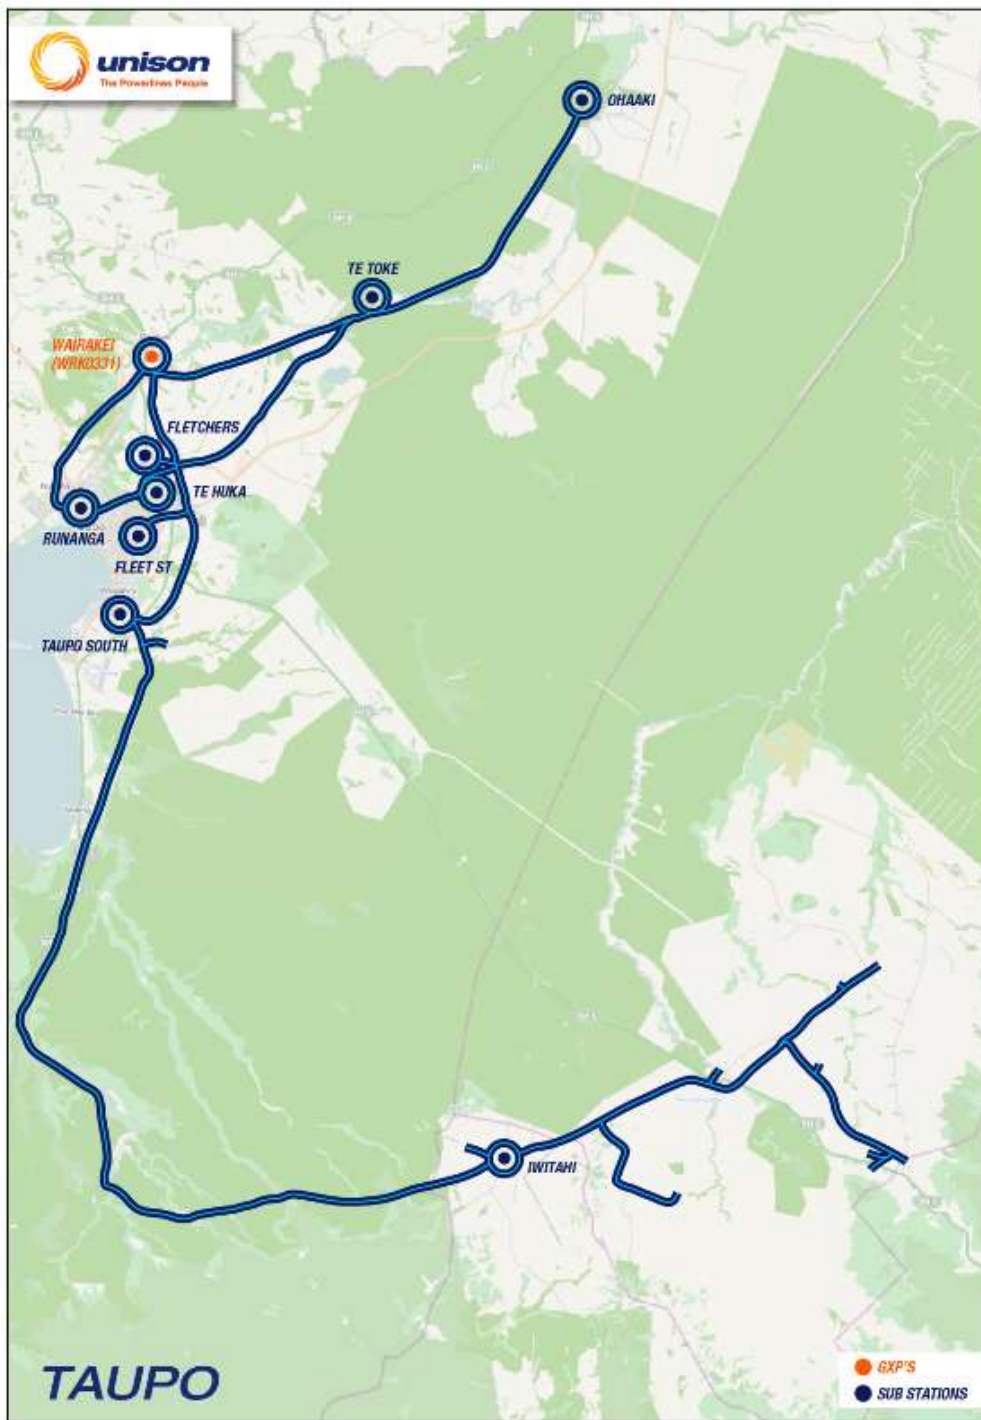 unison
The Powerlines People
OHAAKI
TE TOKE
WAIRAKEI
(WRK0331)
FLETCHERS
TE HUKA
RUNANGA
FLEET ST
TAUPO SOUTH
IWITAHI
TAUPO
GXP'S
SUB STATIONS